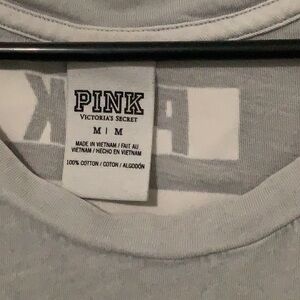 PINK
VICTORIA'S SECRET
M | M
MADE IN VIETNAM / FAIT AU
VIETNAM / HECHO EN VIETNAM
100% COTTON / COTON / ALGODÓN